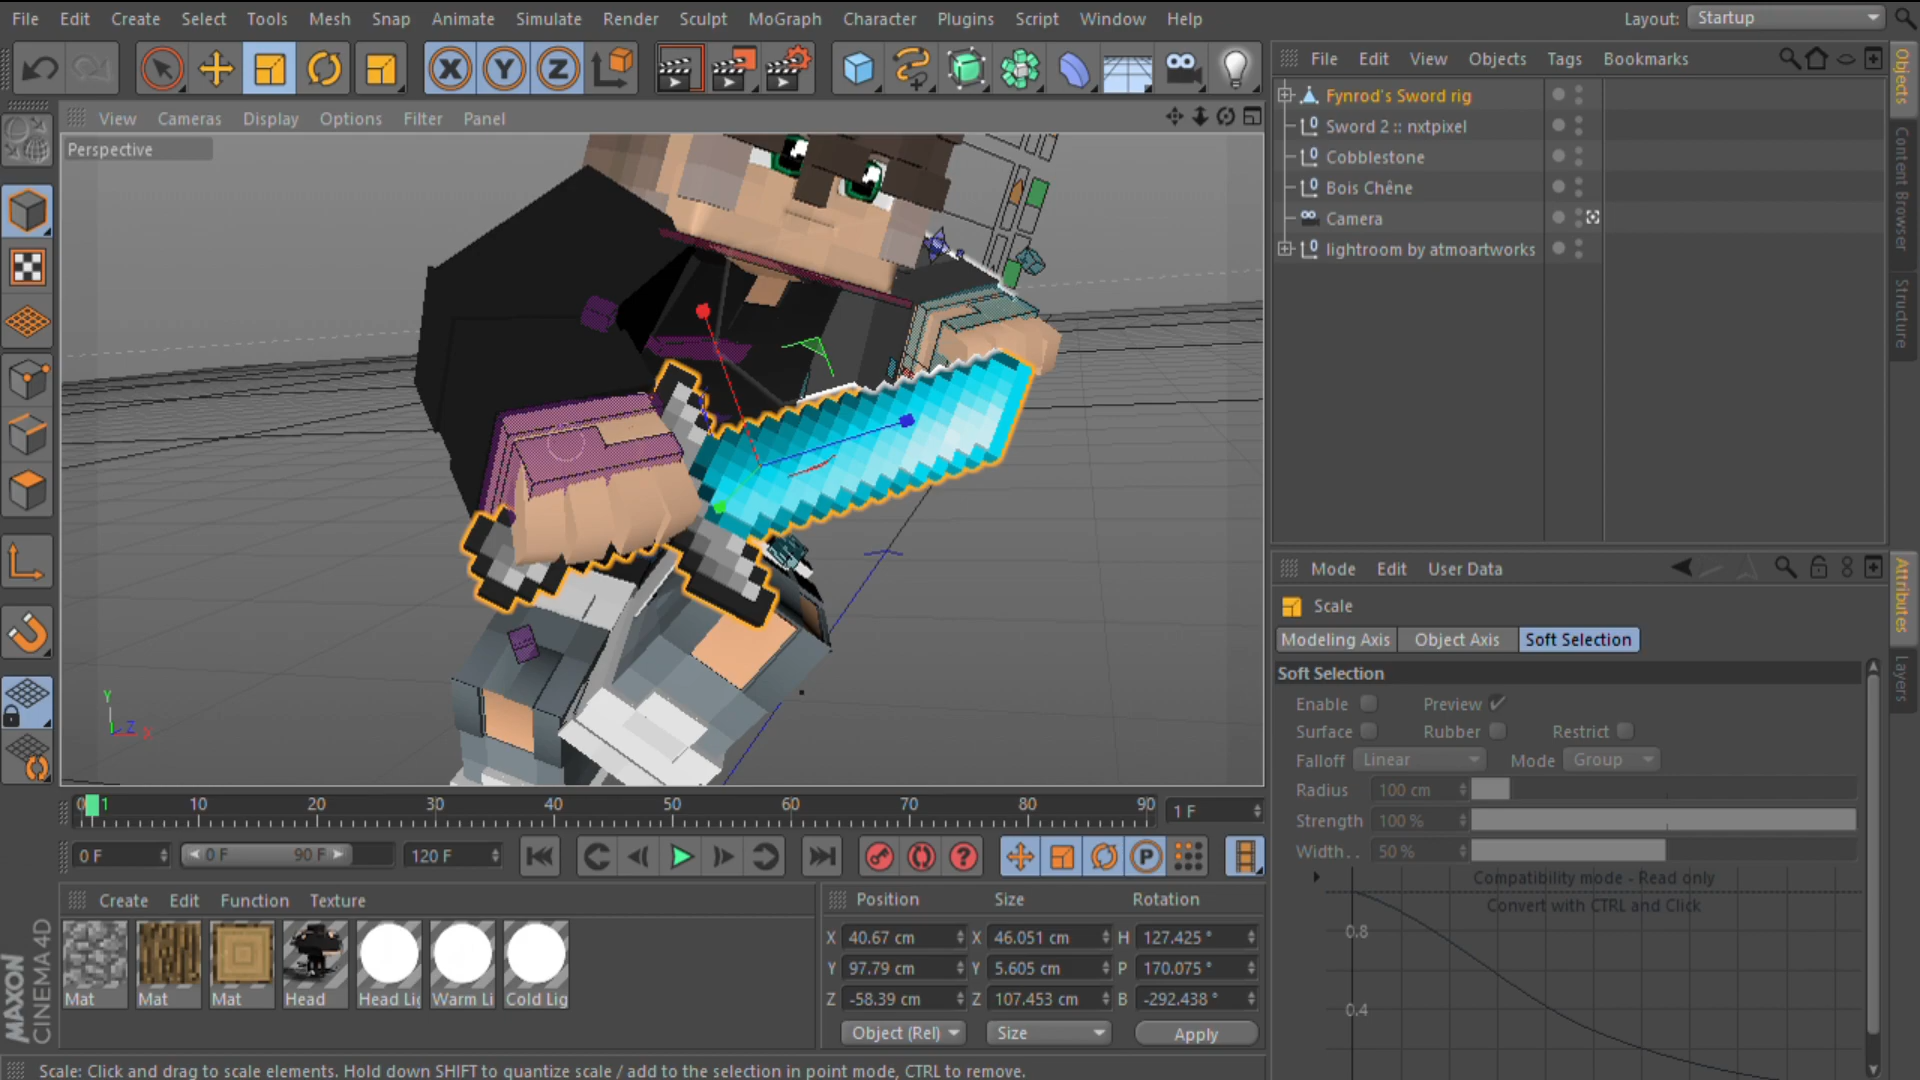 File Edit Create Select Tools Mesh Snap Animate Simulate Render Sculpt MoGraph Character Plugins Script Window Help Layout: Startup
X Y Z
File Edit View Objects Tags Bookmarks
View Cameras Display Options Filter Panel
Perspective
Fynrod's Sword rig
Sword 2 :: nxtpixel
Cobblestone
Bois Chêne
Camera
lightroom by atmoartworks
Objects
Content Browser
Structure
Mode Edit User Data
Scale
Modeling Axis Object Axis Soft Selection
Soft Selection
Enable Preview
Surface Rubber Restrict
Falloff Linear Mode Group
Radius 100 cm
Strength 100 %
Width . . 50 %
Compatibility mode - Read only
Convert with CTRL and Click
0.8
0.4
Attributes
Layers
Y
Z X
0 1 10 20 30 40 50 60 70 80 90 1 F
0 F 0 F 90 F 120 F P
Create Edit Function Texture
Mat Mat Mat Head Head Lig Warm Li Cold Lig
Position Size Rotation
X 40.67 cm X 46.051 cm H 127.425 °
Y 97.79 cm Y 5.605 cm P 170.075 °
Z -58.39 cm Z 107.453 cm B -292.438 °
Object (Rel) Size Apply
MAXON
CINEMA 4D
Scale: Click and drag to scale elements. Hold down SHIFT to quantize scale / add to the selection in point mode, CTRL to remove.